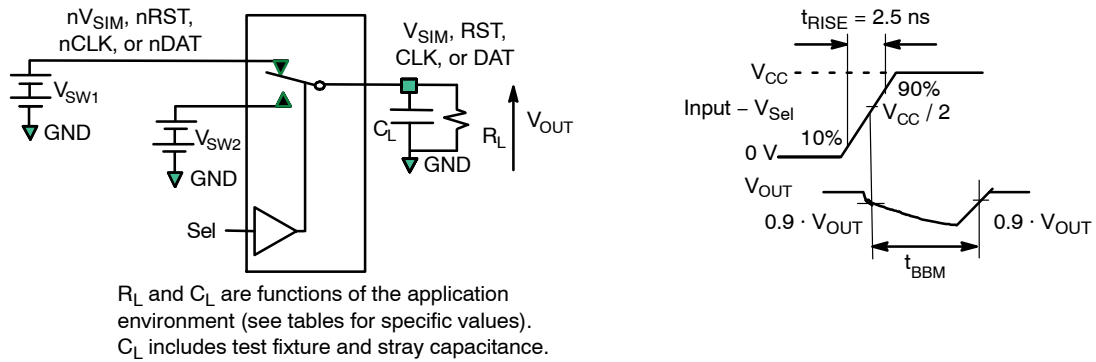 nV_SIM, nRST,
nCLK, or nDAT
V_SW1
GND
V_SW2
GND
Sel
V_SIM, RST,
CLK, or DAT
C_L
R_L
GND
V_OUT
R_L and C_L are functions of the application
environment (see tables for specific values).
C_L includes test fixture and stray capacitance.
t_RISE = 2.5 ns
V_CC
90%
Input – V_Sel
V_CC / 2
10%
0 V
V_OUT
0.9 · V_OUT
0.9 · V_OUT
t_BBM